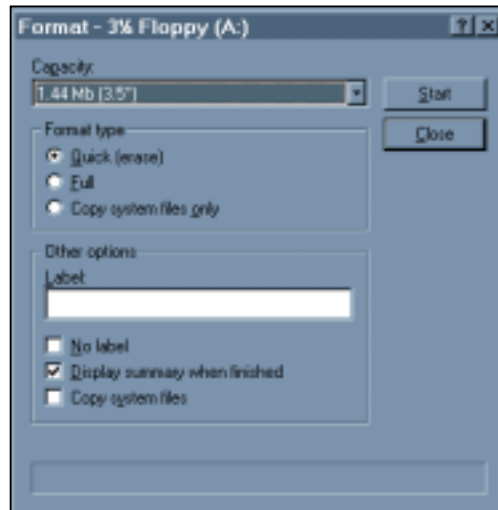 Format - 3½ Floppy (A:)
Capacity:
1.44 Mb (3.5")
Start
Close
Format type
Quick (erase)
Full
Copy system files only
Other options
Label:
No label
Display summary when finished
Copy system files